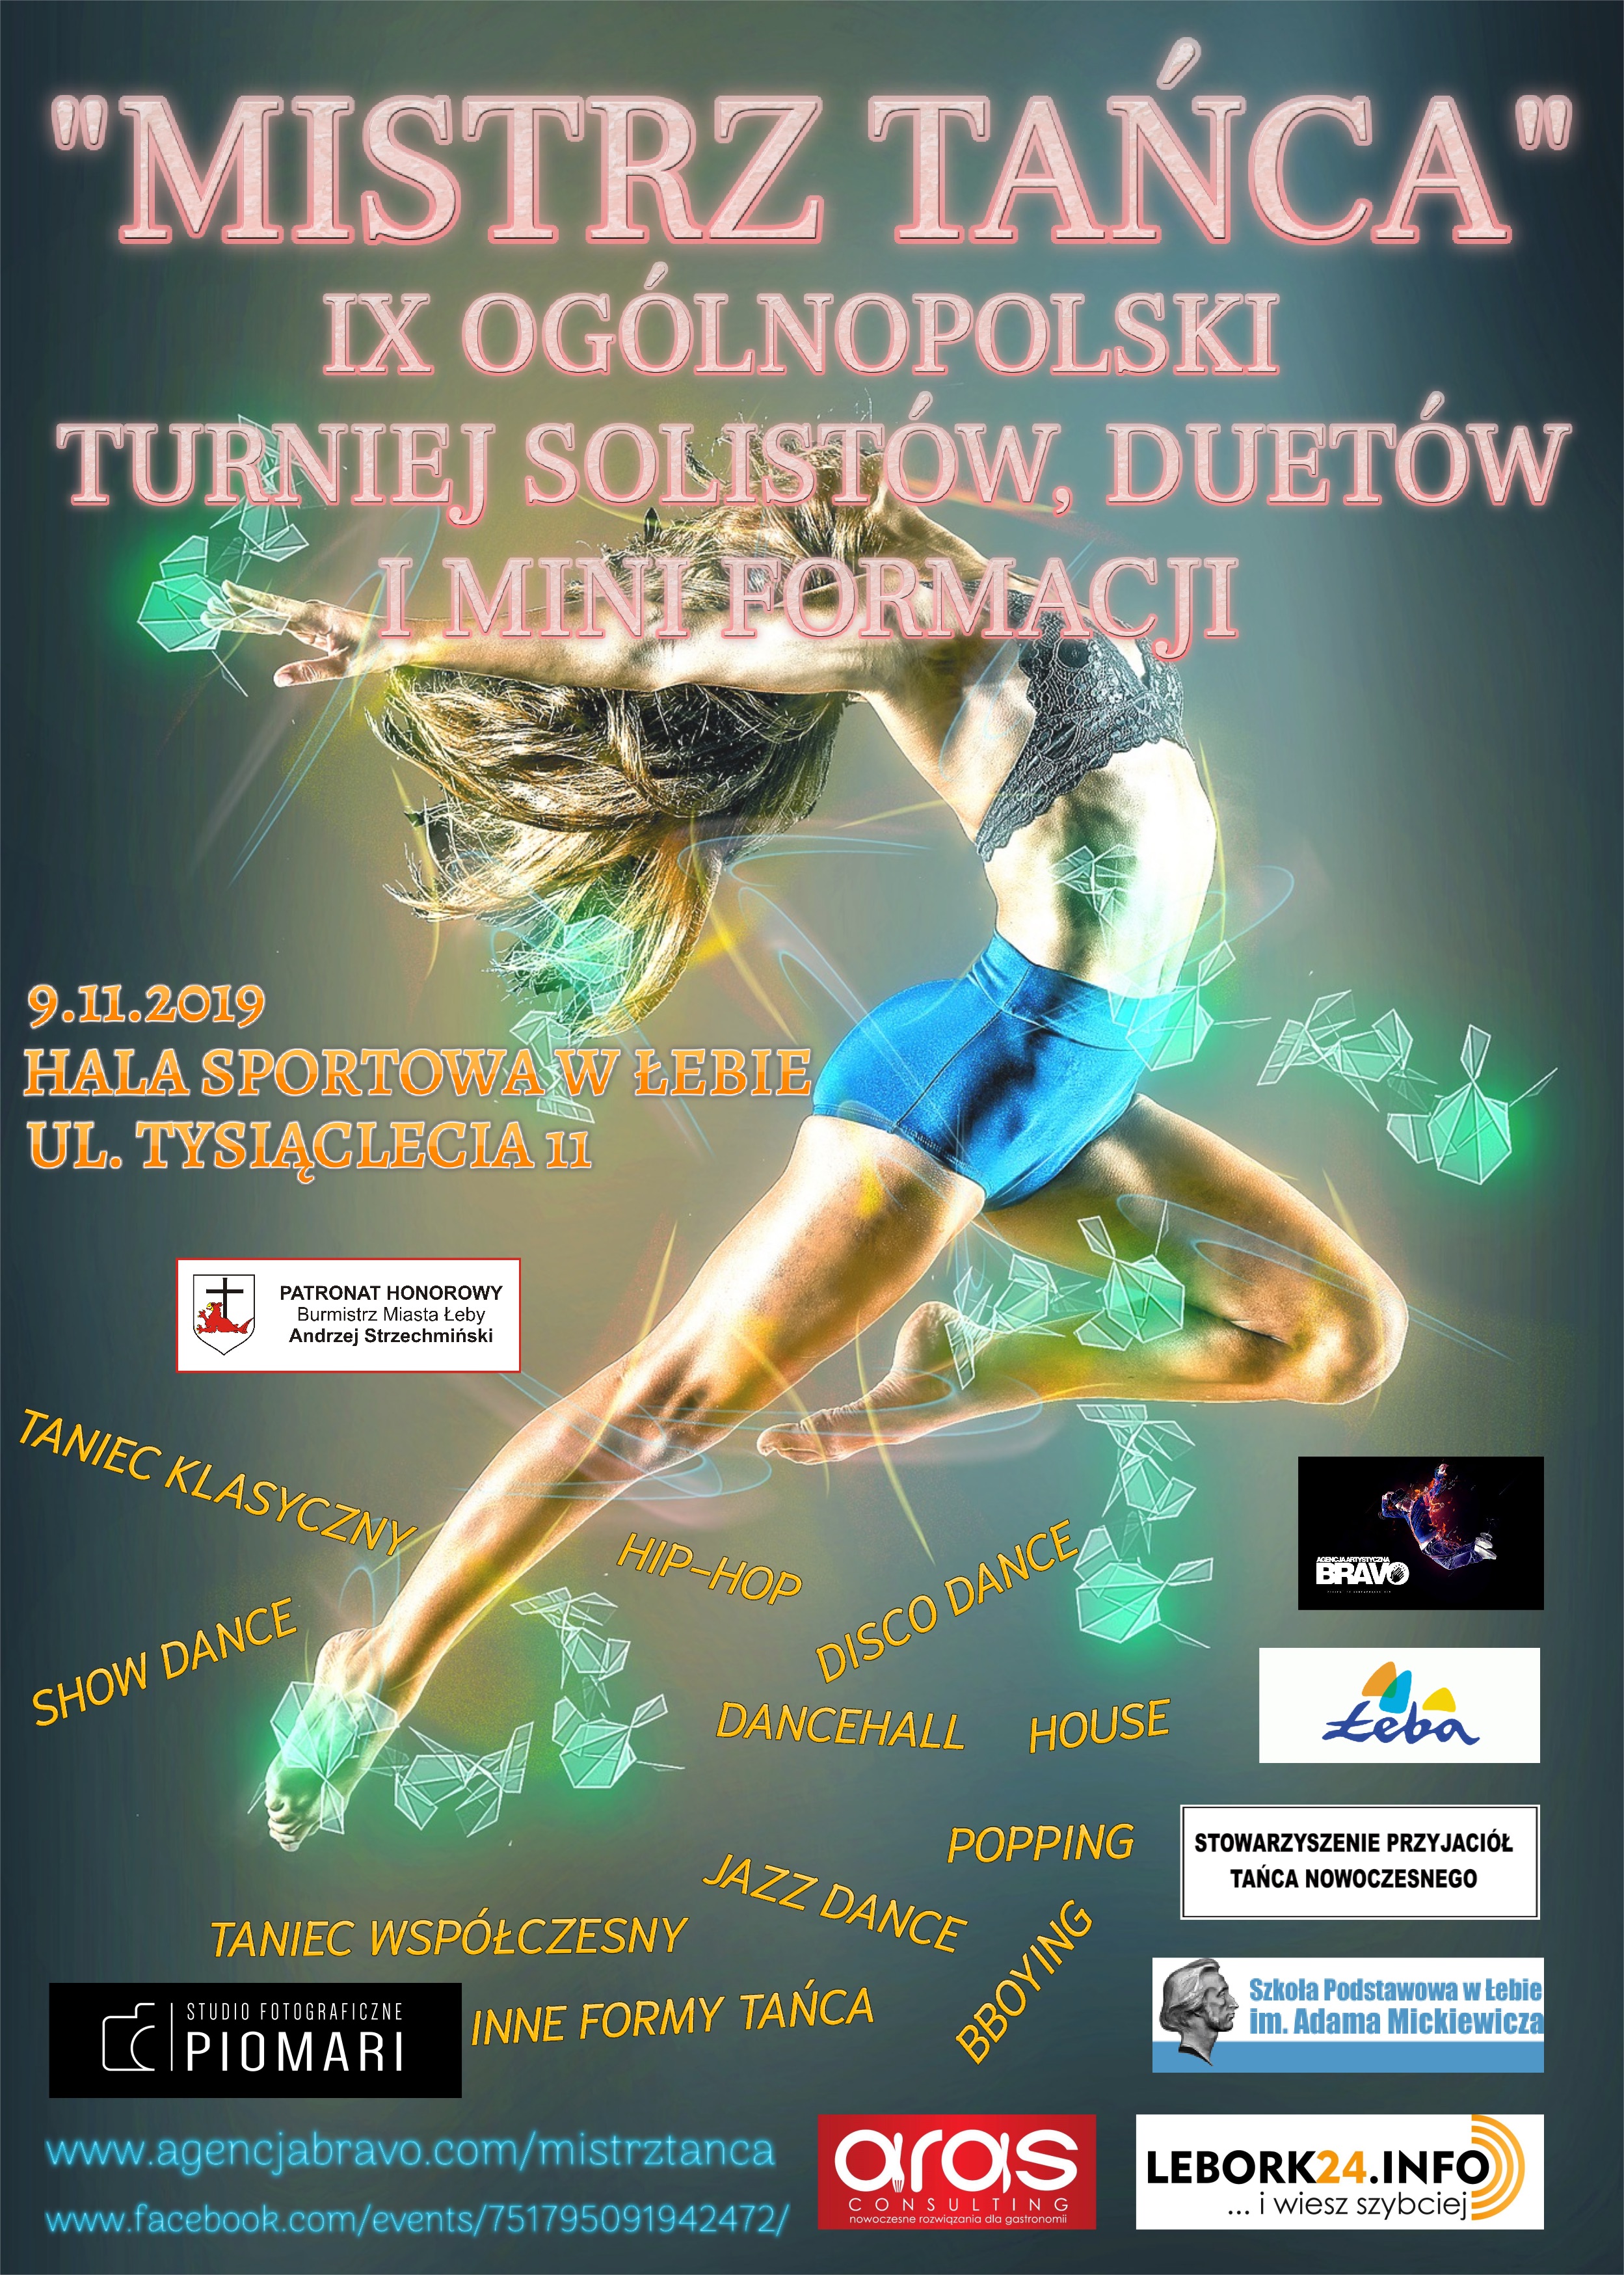 "MISTRZ TAŃCA"
IX OGÓLNOPOLSKI
TURNIEJ SOLISTÓW, DUETÓW
I MINI FORMACJI
9.11.2019
HALA SPORTOWA W ŁEBIE
UL. TYSIĄCLECIA 11
PATRONAT HONOROWY
Burmistrz Miasta Łeby
Andrzej Strzechmiński
TANIEC KLASYCZNY
HIP-HOP
DISCO DANCE
SHOW DANCE
DANCEHALL
HOUSE
POPPING
JAZZ DANCE
BBOYING
TANIEC WSPÓŁCZESNY
INNE FORMY TAŃCA
AGENCJA ARTYSTYCZNA
BRAVO
Łeba
STOWARZYSZENIE PRZYJACIÓŁ
TAŃCA NOWOCZESNEGO
Szkoła Podstawowa w Łebie
im. Adama Mickiewicza
STUDIO FOTOGRAFICZNE
PIOMARI
www.agencjabravo.com/mistrztanca
www.facebook.com/events/751795091942472/
aras
CONSULTING
nowoczesne rozwiązania dla gastronomii
LEBORK24.INFO
... i wiesz szybciej